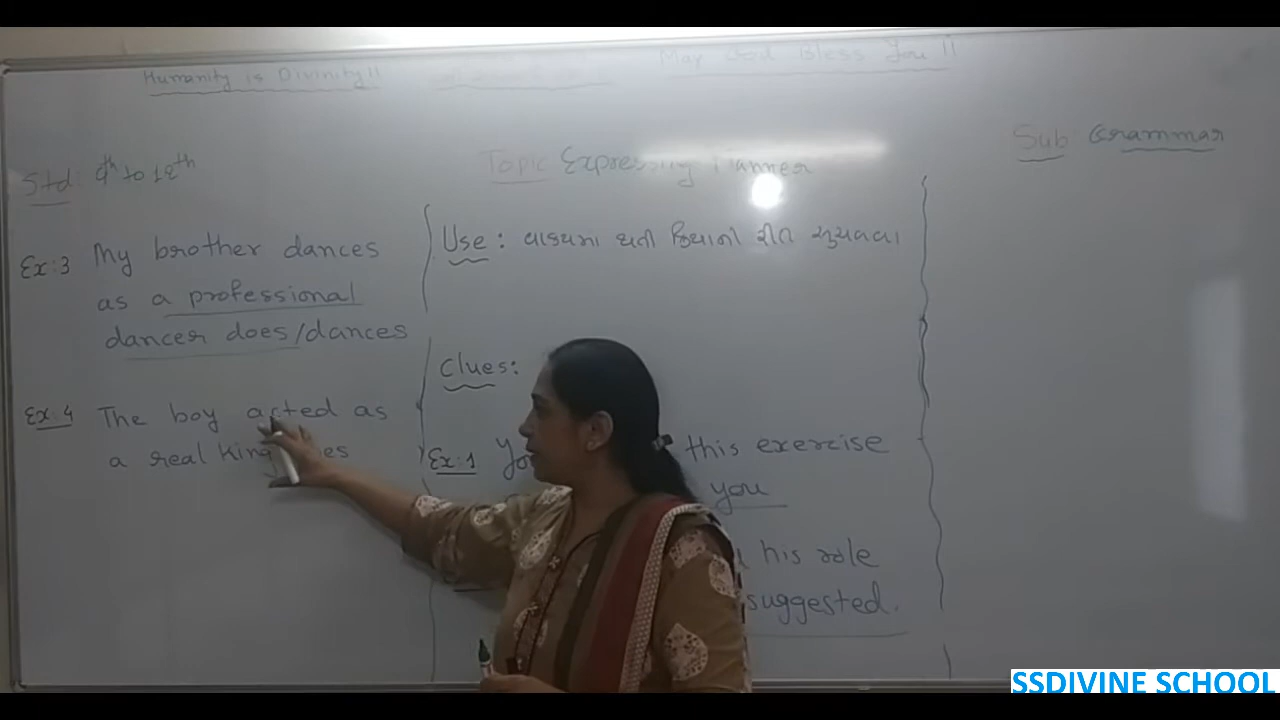 Humanity is Divinity !!
May God Bless You !!
Sub Grammar
Std 9th to 12th
Topic Expressing Manner
Ex:3 My brother dances
as a professional
dancer does/dances
Ex:4 The boy acted as
a real King
Use: વાક્યમા થતી ક્રિયાની રીત સુચવવા
Clues:
Ex:1 this exercise
you
his role
suggested.
SSDIVINE SCHOOL